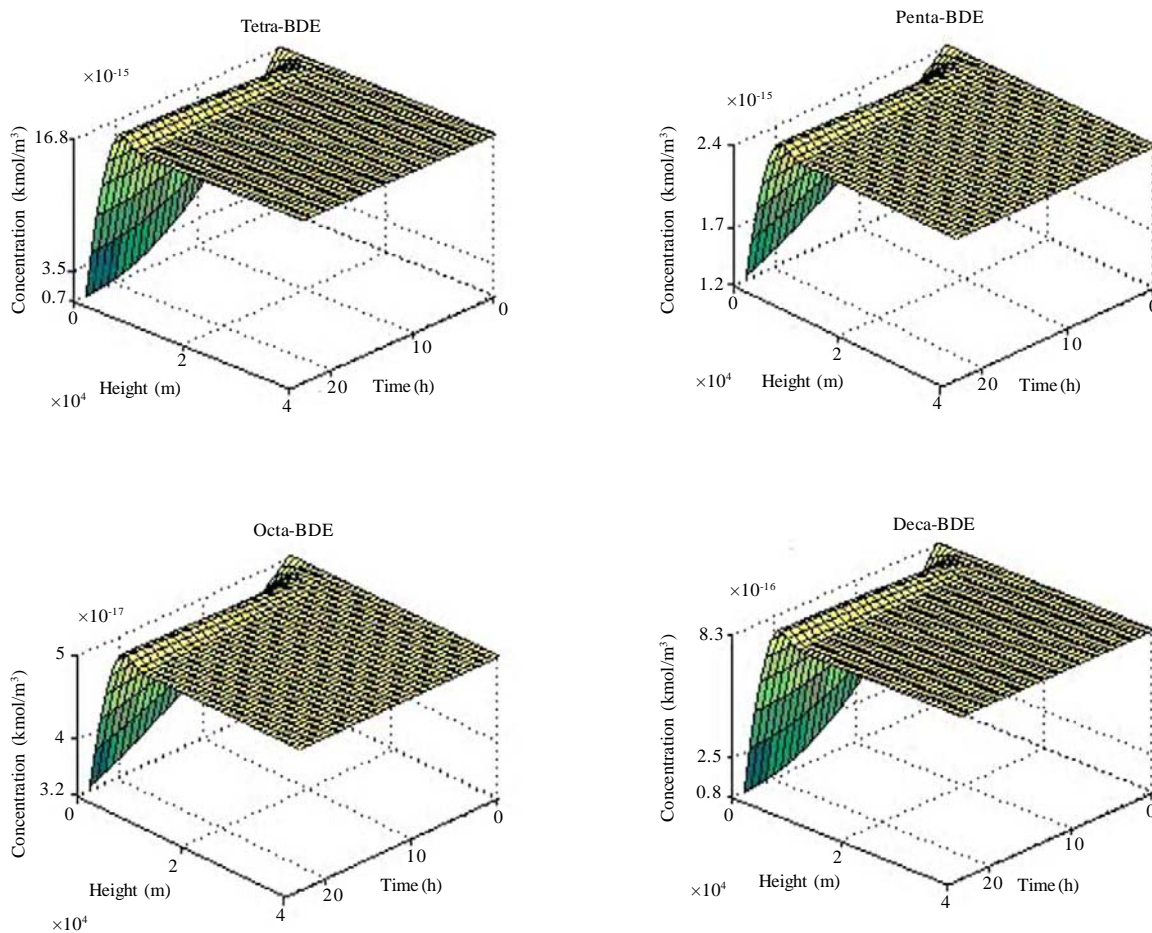 Tetra-BDE
×10⁻¹⁵
Concentration (kmol/m³)
16.8
3.5
0.7
0
2
4
Height (m)
×10⁴
20
10
0
Time (h)
Penta-BDE
×10⁻¹⁵
Concentration (kmol/m³)
2.4
1.7
1.2
0
2
4
Height (m)
×10⁴
20
10
0
Time (h)
Octa-BDE
×10⁻¹⁷
Concentration (kmol/m³)
5
4
3.2
0
2
4
Height (m)
×10⁴
20
10
0
Time (h)
Deca-BDE
×10⁻¹⁶
Concentration (kmol/m³)
8.3
2.5
0.8
0
2
4
Height (m)
×10⁴
20
10
0
Time (h)